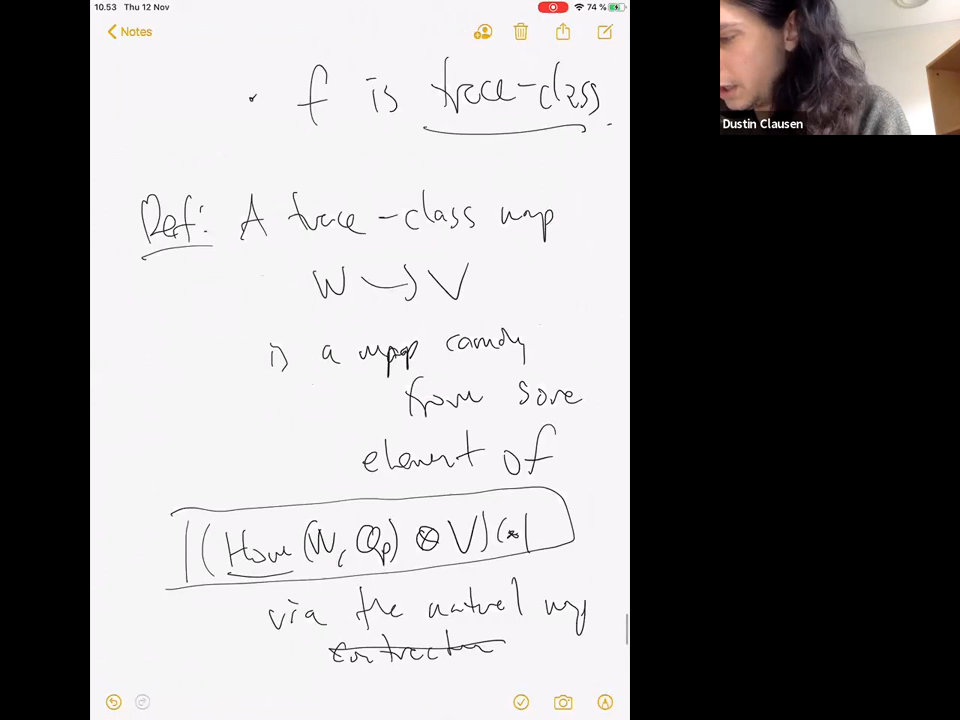 10.53 Thu 12 Nov
74 %
Notes
Dustin Clausen
· f is trace-class.
Def: A trace-class map
W → V
is a map coming
from some
element of
|(Hom (W, Qp) ⊗ V)(*)|
via the natural map